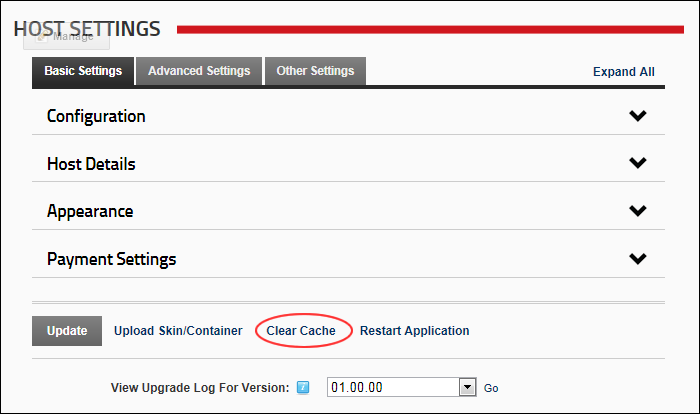 HOST SETTINGS
Manage
Basic Settings Advanced Settings Other Settings Expand All
Configuration
Host Details
Appearance
Payment Settings
Update Upload Skin/Container Clear Cache Restart Application
View Upgrade Log For Version: 01.00.00 Go